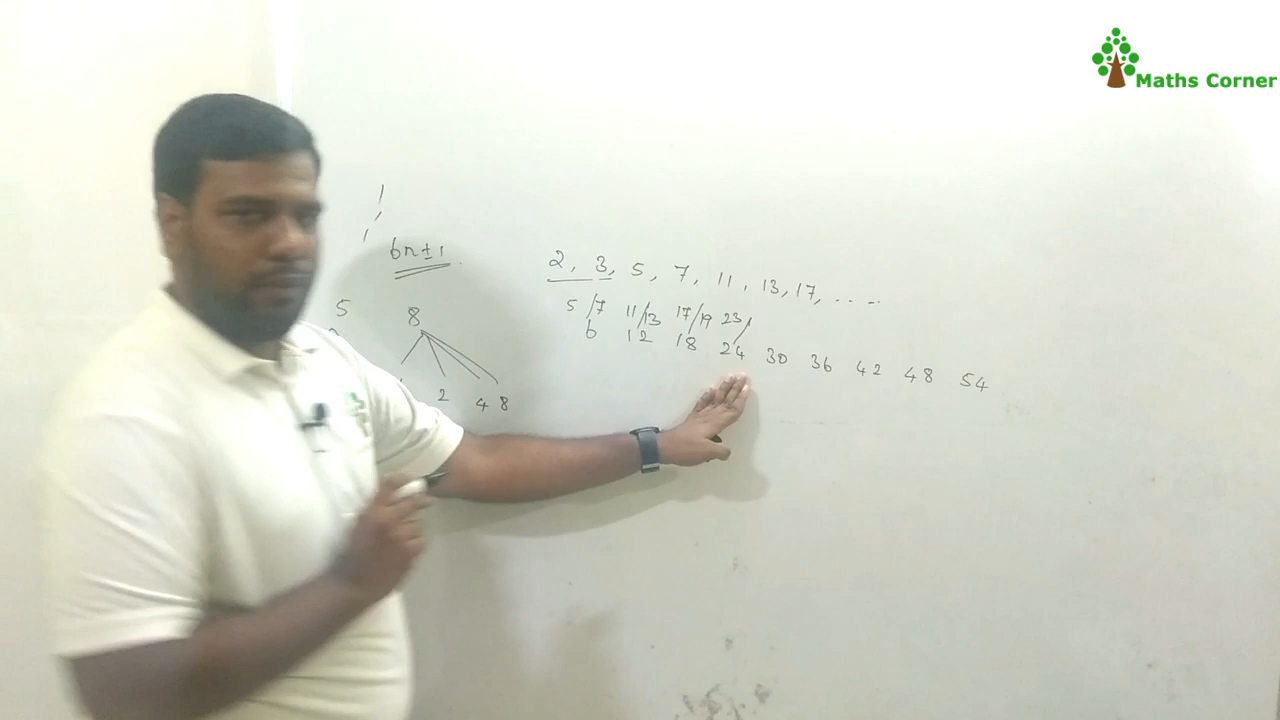 Maths Corner
6n±1
2, 3, 5, 7, 11, 13, 17, ....
5/7 11/13 17/19 23/
6 12 18 24 30 36 42 48 54
5 8
2 4 8